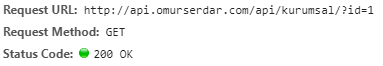 Request URL: http://api.omurserdar.com/api/kurumsal/?id=1
Request Method: GET
Status Code: 200 OK